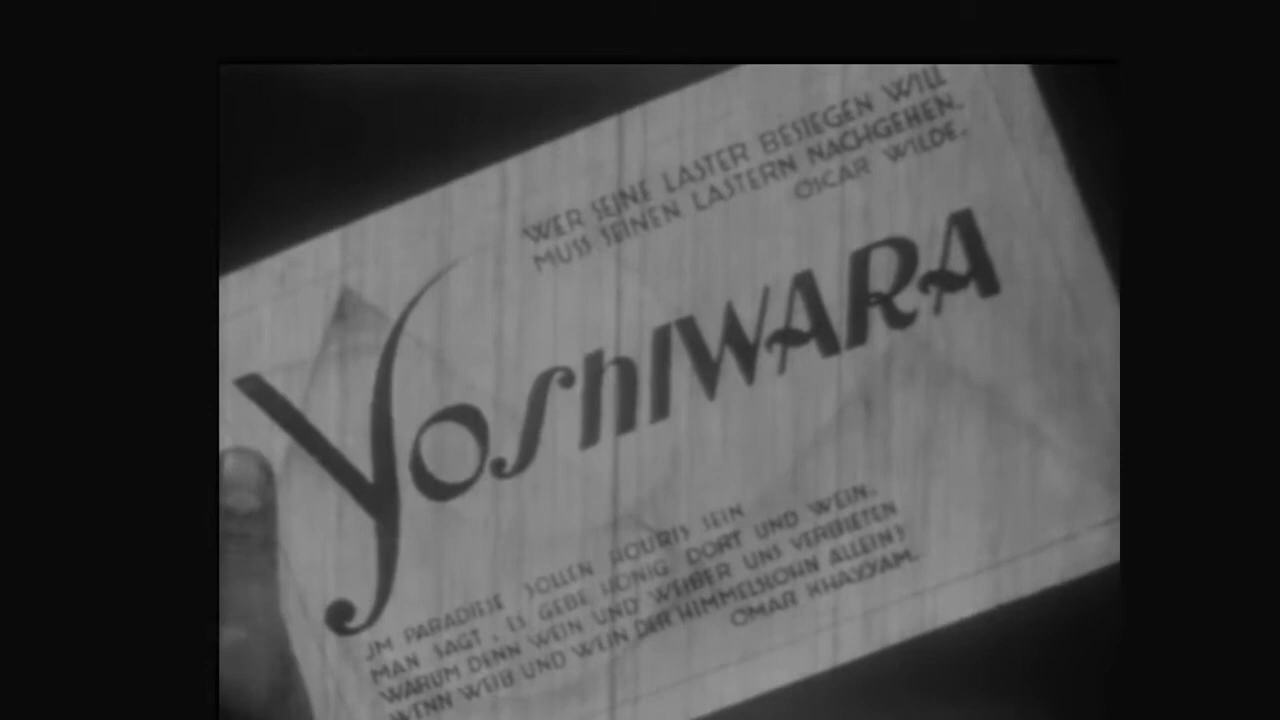 WER SEINE LASTER BESIEGEN WILL
MUSS SEINEN LASTERN NACHGEHEN.
OSCAR WILDE.
YOSHIWARA
JM PARADIESE SOLLEN HOURIS SEIN
MAN SAGT, ES GEBE HONIG DORT UND WEIN.
WARUM DENN WEIN UND WEIBER UNS VERBIETEN
WENN WEIB UND WEIN DER HIMMELSLOHN ALLEIN?
OMAR KHAYYAM.